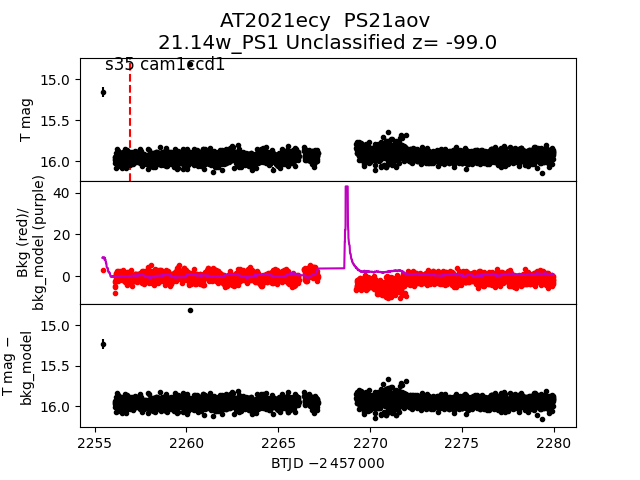 AT2021ecy PS21aov
21.14w_PS1 Unclassified z= -99.0
s35 cam1ccd1
T mag
15.0
15.5
16.0
Bkg (red)/
bkg_model (purple)
40
20
0
T mag −
bkg_model
15.0
15.5
16.0
2255 2260 2265 2270 2275 2280
BTJD −2 457 000